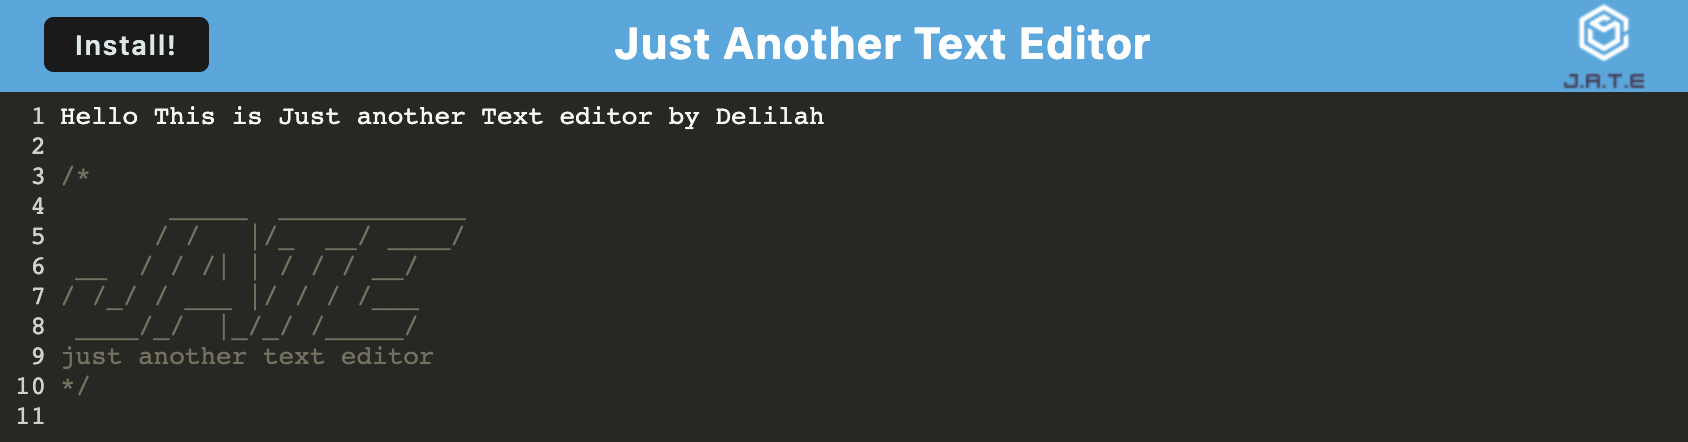 Install!
Just Another Text Editor
J.A.T.E
1 Hello This is Just another Text editor by Delilah
2
3 /*
4        _____  ____________
5       / /   |/_  __/ ____/
6  __  / / /| | / / / __/
7 / /_/ / ___ |/ / / /___
8  ____/_/  |_/_/ /_____/
9 just another text editor
10 */
11